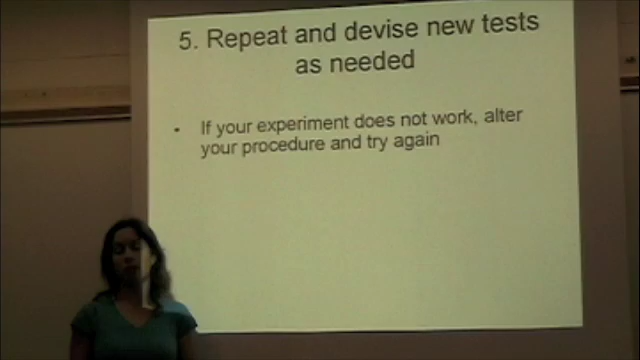 5. Repeat and devise new tests
as needed
• If your experiment does not work, alter
your procedure and try again